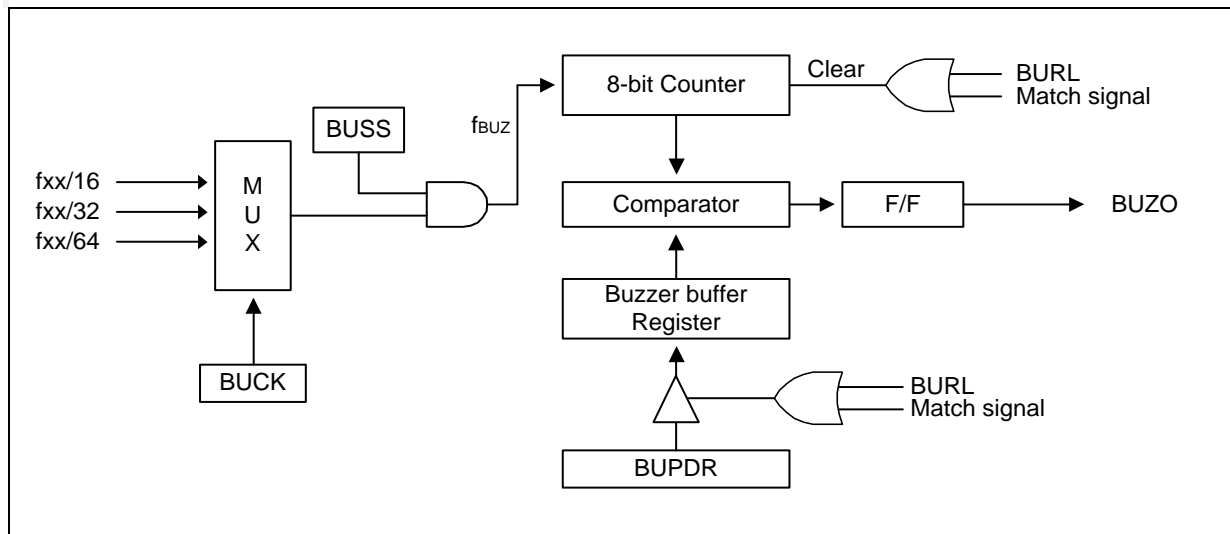 8-bit Counter
Clear
BURL
Match signal
BUSS
fBUZ
fxx/16
fxx/32
fxx/64
M
U
X
Comparator
F/F
BUZO
Buzzer buffer
Register
BUCK
BURL
Match signal
BUPDR